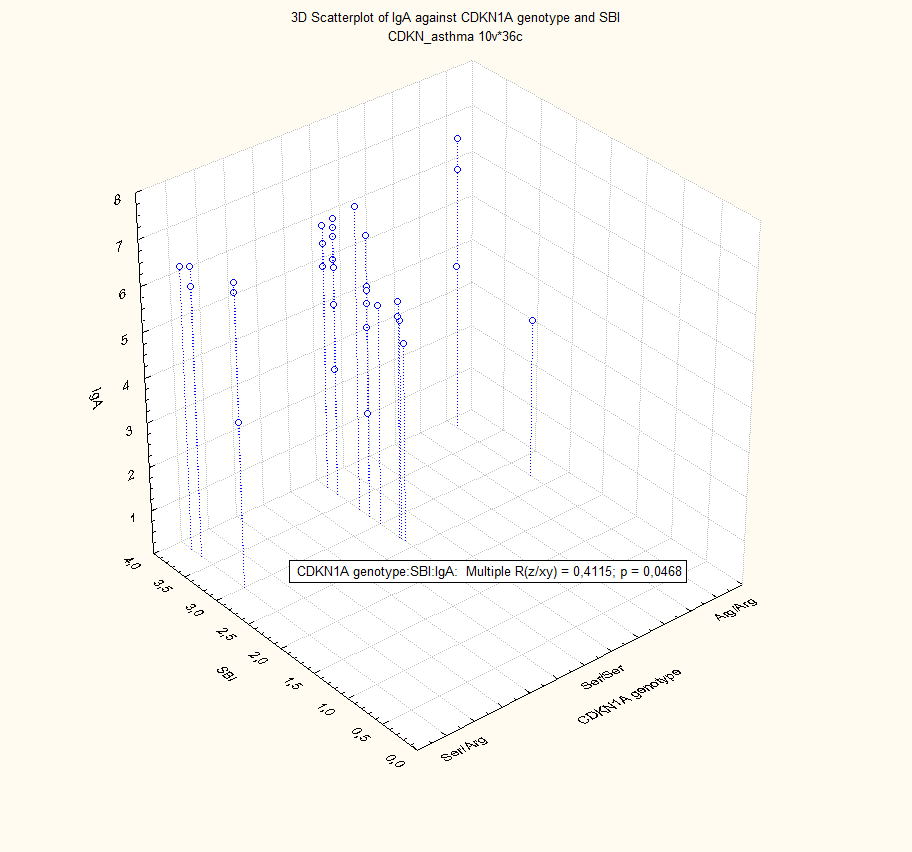 3D Scatterplot of IgA against CDKN1A genotype and SBI
CDKN_asthma 10v*36c
8
7
6
5
4
3
2
1
IgA
4,0
3,5
3,0
2,5
2,0
1,5
1,0
0,5
0,0
SBI
CDKN1A genotype:SBI:IgA:  Multiple R(z/xy) = 0,4115; p = 0,0468
Arg/Arg
Ser/Ser
Ser/Arg
CDKN1A genotype